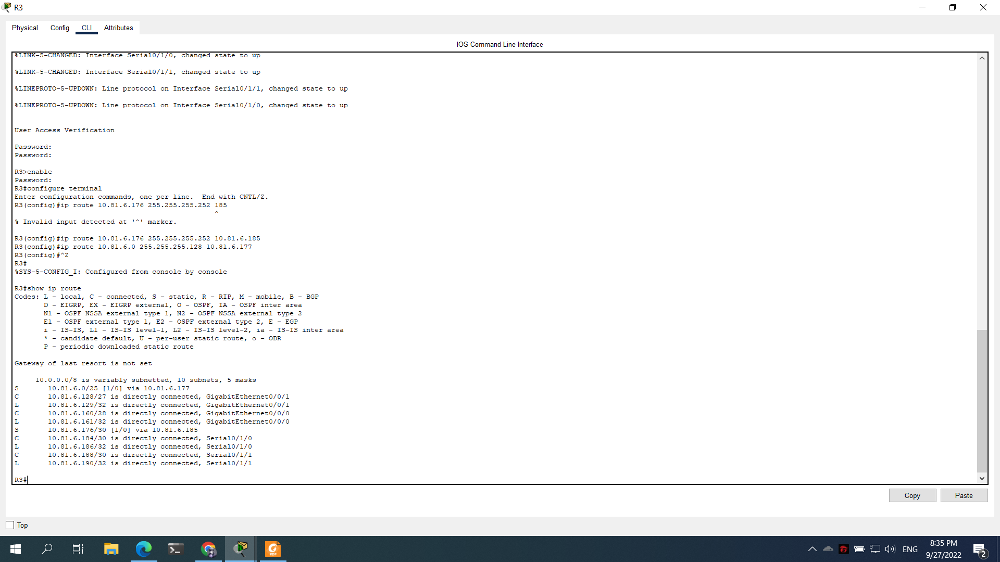 R3
Physical Config CLI Attributes
IOS Command Line Interface
%LINK-5-CHANGED: Interface Serial0/1/0, changed state to up
%LINK-5-CHANGED: Interface Serial0/1/1, changed state to up
%LINEPROTO-5-UPDOWN: Line protocol on Interface Serial0/1/1, changed state to up
%LINEPROTO-5-UPDOWN: Line protocol on Interface Serial0/1/0, changed state to up
User Access Verification
Password:
Password:
R3>enable
Password:
R3#configure terminal
Enter configuration commands, one per line.  End with CNTL/Z.
R3(config)#ip route 10.81.6.176 255.255.255.252 185
^
% Invalid input detected at '^' marker.
R3(config)#ip route 10.81.6.176 255.255.255.252 10.81.6.185
R3(config)#ip route 10.81.6.0 255.255.255.128 10.81.6.177
R3(config)#^Z
R3#
%SYS-5-CONFIG_I: Configured from console by console
R3#show ip route
Codes: L - local, C - connected, S - static, R - RIP, M - mobile, B - BGP
D - EIGRP, EX - EIGRP external, O - OSPF, IA - OSPF inter area
N1 - OSPF NSSA external type 1, N2 - OSPF NSSA external type 2
E1 - OSPF external type 1, E2 - OSPF external type 2, E - EGP
i - IS-IS, L1 - IS-IS level-1, L2 - IS-IS level-2, ia - IS-IS inter area
* - candidate default, U - per-user static route, o - ODR
P - periodic downloaded static route
Gateway of last resort is not set
10.0.0.0/8 is variably subnetted, 10 subnets, 5 masks
S 10.81.6.0/25 [1/0] via 10.81.6.177
C 10.81.6.128/27 is directly connected, GigabitEthernet0/0/1
L 10.81.6.129/32 is directly connected, GigabitEthernet0/0/1
C 10.81.6.160/28 is directly connected, GigabitEthernet0/0/0
L 10.81.6.161/32 is directly connected, GigabitEthernet0/0/0
S 10.81.6.176/30 [1/0] via 10.81.6.185
C 10.81.6.184/30 is directly connected, Serial0/1/0
L 10.81.6.186/32 is directly connected, Serial0/1/0
C 10.81.6.188/30 is directly connected, Serial0/1/1
L 10.81.6.190/32 is directly connected, Serial0/1/1
R3#
Copy Paste
Top
PDF
ENG
8:35 PM
9/27/2022
2